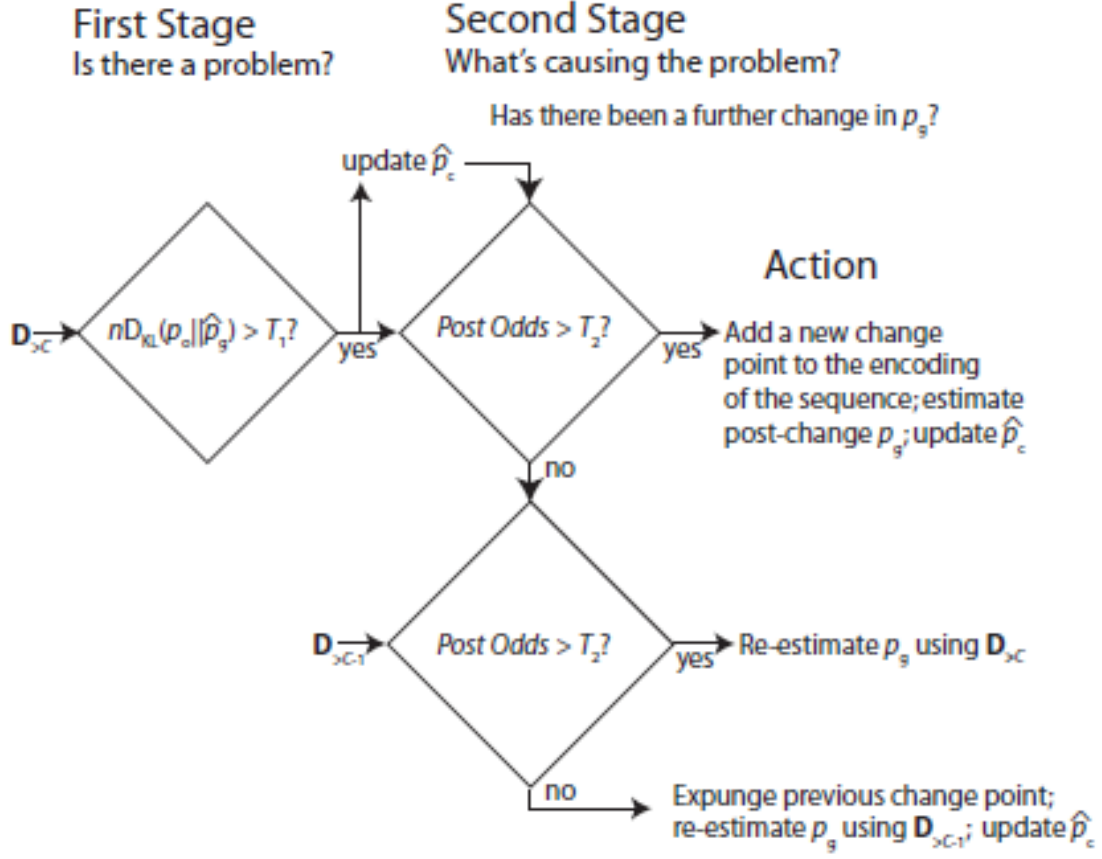 First Stage
Is there a problem?
Second Stage
What's causing the problem?
Has there been a further change in p_g?
update p̂_c
D_>C
nD_KL(p_o||p̂_g) > T_1?
yes
Post Odds > T_2?
yes
Action
Add a new change
point to the encoding
of the sequence; estimate
post-change p_g; update p̂_c
no
D_>C-1
Post Odds > T_2?
yes
Re-estimate p_g using D_>C
no
Expunge previous change point;
re-estimate p_g using D_>C-1; update p̂_c